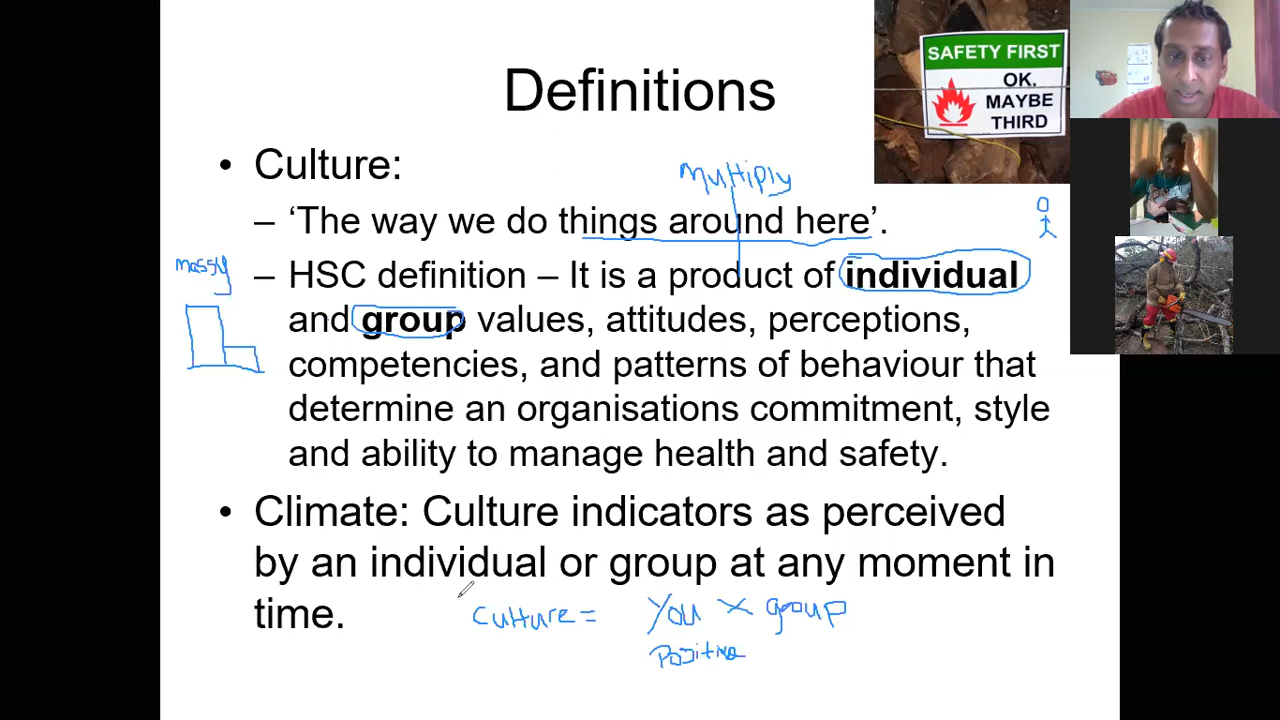 Definitions
SAFETY FIRST
OK.
MAYBE
THIRD
• Culture:
Multiply
– ‘The way we do things around here’.
massy
– HSC definition – It is a product of individual
and group values, attitudes, perceptions,
competencies, and patterns of behaviour that
determine an organisations commitment, style
and ability to manage health and safety.
• Climate: Culture indicators as perceived
by an individual or group at any moment in
time.
Culture = You × group
Positive